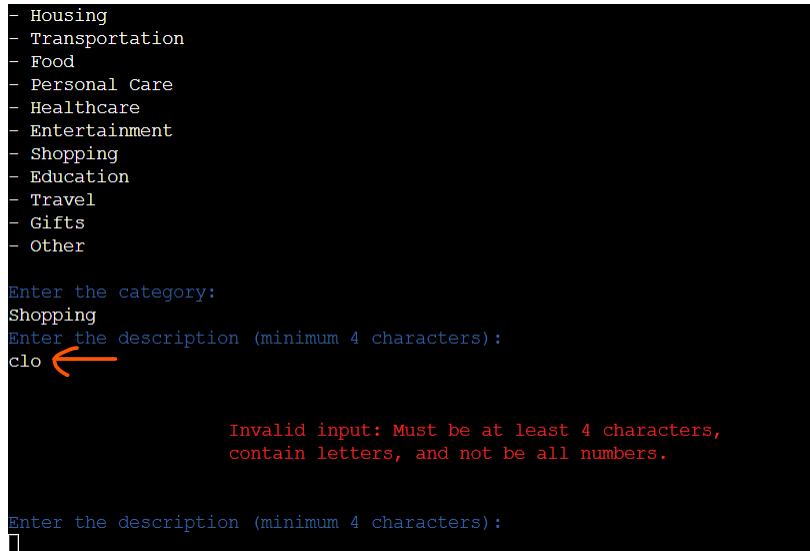 - Housing
- Transportation
- Food
- Personal Care
- Healthcare
- Entertainment
- Shopping
- Education
- Travel
- Gifts
- Other
Enter the category:
Shopping
Enter the description (minimum 4 characters):
clo
Invalid input: Must be at least 4 characters,
contain letters, and not be all numbers.
Enter the description (minimum 4 characters):